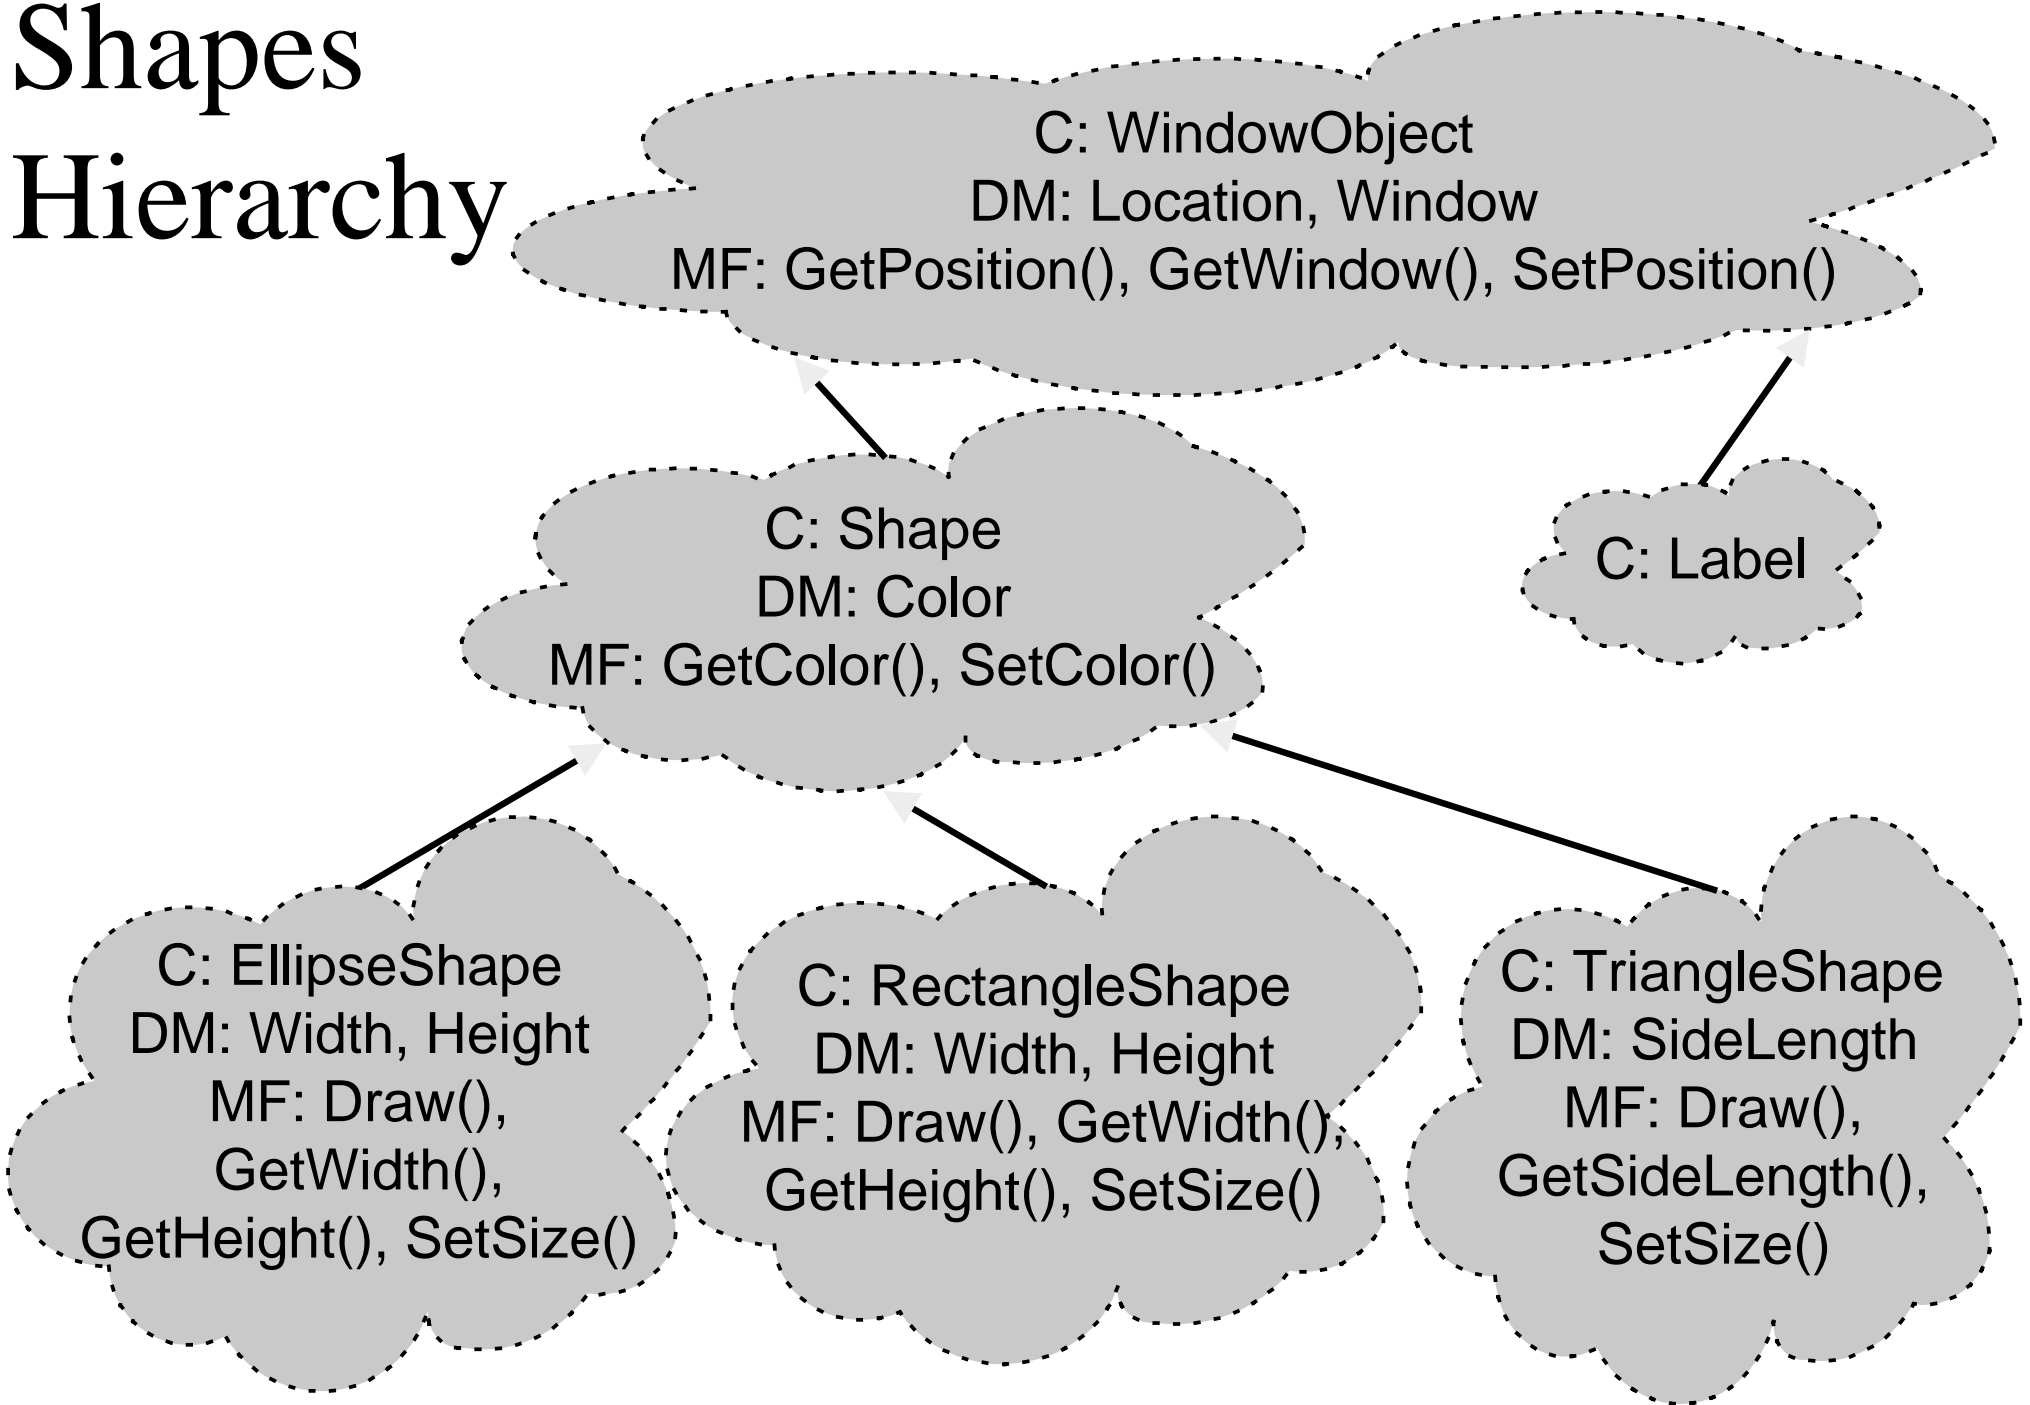 Shapes
Hierarchy
C: WindowObject
DM: Location, Window
MF: GetPosition(), GetWindow(), SetPosition()
C: Shape
DM: Color
MF: GetColor(), SetColor()
C: Label
C: EllipseShape
DM: Width, Height
MF: Draw(),
GetWidth(),
GetHeight(), SetSize()
C: RectangleShape
DM: Width, Height
MF: Draw(), GetWidth(),
GetHeight(), SetSize()
C: TriangleShape
DM: SideLength
MF: Draw(),
GetSideLength(),
SetSize()